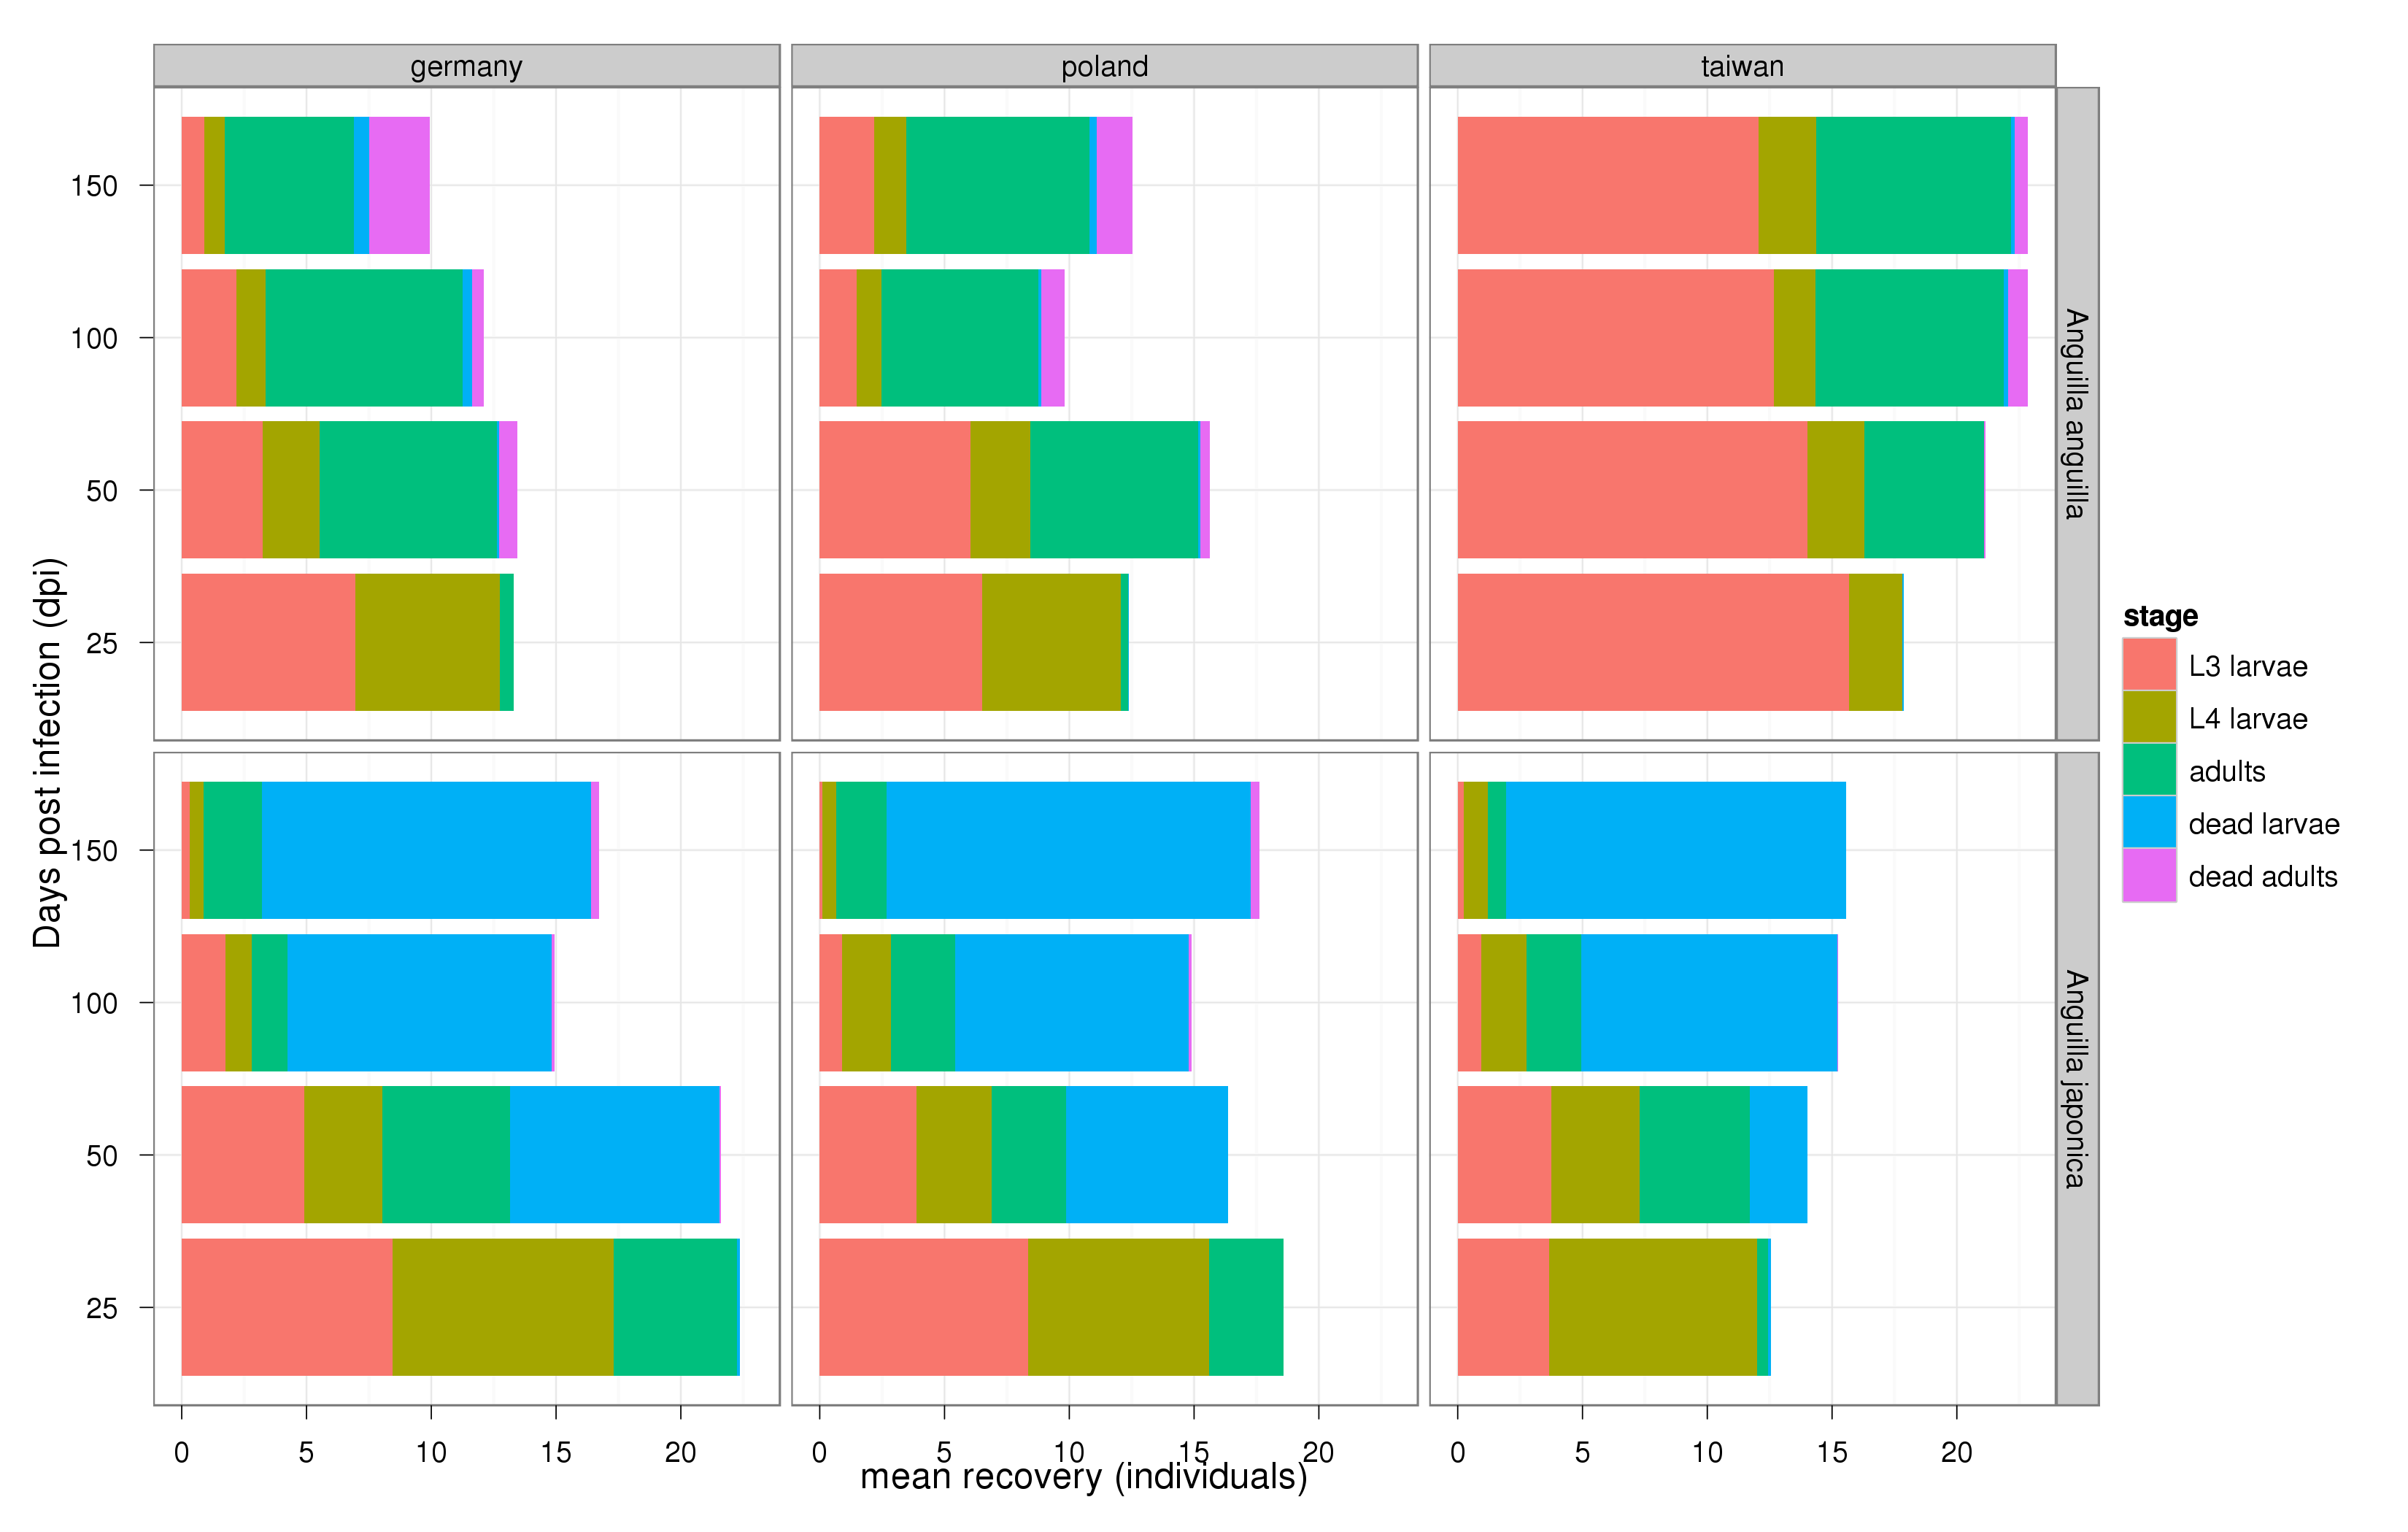 germany
poland
taiwan
150
100
50
25
Anguilla anguilla
150
100
50
25
Anguilla japonica
Days post infection (dpi)
0 5 10 15 20
0 5 10 15 20
0 5 10 15 20
mean recovery (individuals)
stage
L3 larvae
L4 larvae
adults
dead larvae
dead adults